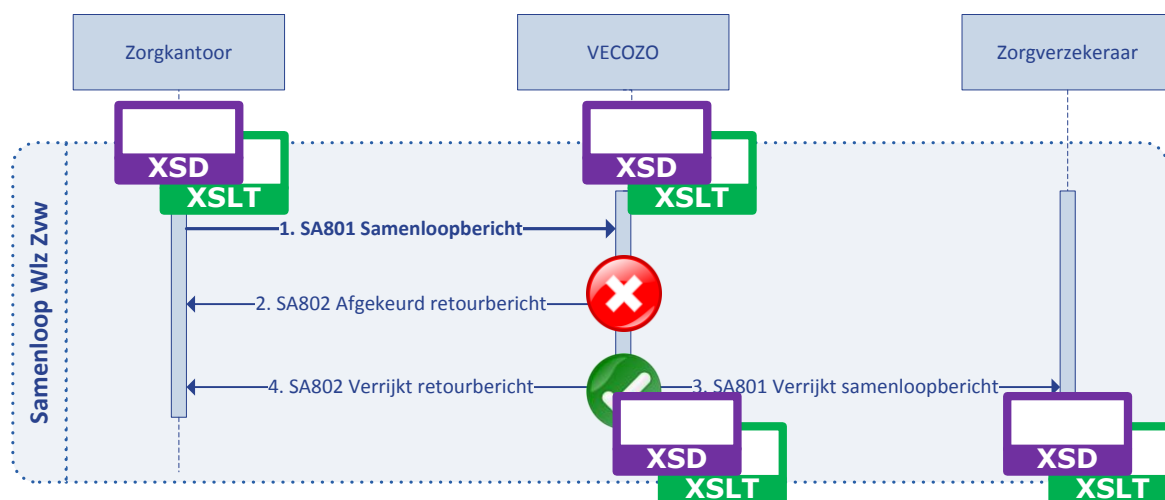 Zorgkantoor
VECOZO
Zorgverzekeraar
XSD
XSLT
XSD
XSLT
Samenloop Wlz Zvw
1. SA801 Samenloopbericht
2. SA802 Afgekeurd retourbericht
4. SA802 Verrijkt retourbericht
3. SA801 Verrijkt samenloopbericht
XSD
XSLT
XSD
XSLT